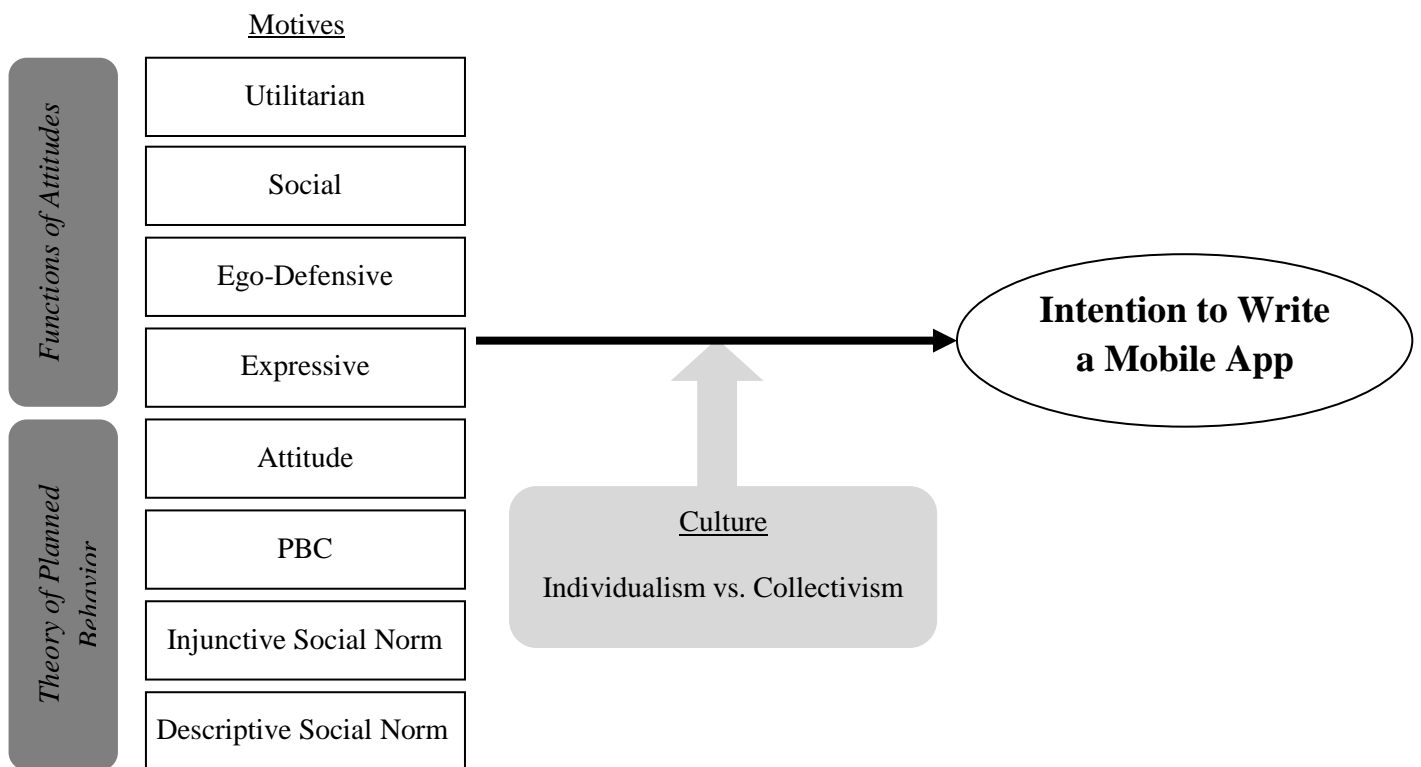 Motives
Functions of Attitudes
Utilitarian
Social
Ego-Defensive
Expressive
Theory of Planned
Behavior
Attitude
PBC
Injunctive Social Norm
Descriptive Social Norm
Culture
Individualism vs. Collectivism
Intention to Write
a Mobile App